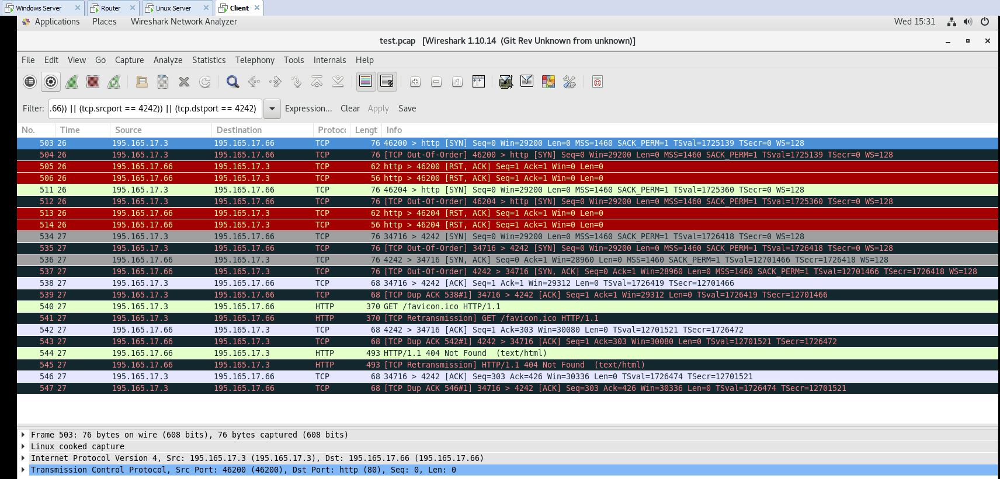 Windows Server × Router × Linux Server × Client ×
Applications Places Wireshark Network Analyzer Wed 15:31
test.pcap [Wireshark 1.10.14 (Git Rev Unknown from unknown)]
File Edit View Go Capture Analyze Statistics Telephony Tools Internals Help
Filter: .66)) || (tcp.srcport == 4242)) || (tcp.dstport == 4242) Expression... Clear Apply Save
No. Time Source Destination Protoc Lengt Info
503 26 195.165.17.3 195.165.17.66 TCP 76 46200 > http [SYN] Seq=0 Win=29200 Len=0 MSS=1460 SACK_PERM=1 TSval=1725139 TSecr=0 WS=128
504 26 195.165.17.3 195.165.17.66 TCP 76 [TCP Out-Of-Order] 46200 > http [SYN] Seq=0 Win=29200 Len=0 MSS=1460 SACK_PERM=1 TSval=1725139 TSecr=0 WS=128
505 26 195.165.17.66 195.165.17.3 TCP 62 http > 46200 [RST, ACK] Seq=1 Ack=1 Win=0 Len=0
506 26 195.165.17.66 195.165.17.3 TCP 56 http > 46200 [RST, ACK] Seq=1 Ack=1 Win=0 Len=0
511 26 195.165.17.3 195.165.17.66 TCP 76 46204 > http [SYN] Seq=0 Win=29200 Len=0 MSS=1460 SACK_PERM=1 TSval=1725360 TSecr=0 WS=128
512 26 195.165.17.3 195.165.17.66 TCP 76 [TCP Out-Of-Order] 46204 > http [SYN] Seq=0 Win=29200 Len=0 MSS=1460 SACK_PERM=1 TSval=1725360 TSecr=0 WS=128
513 26 195.165.17.66 195.165.17.3 TCP 62 http > 46204 [RST, ACK] Seq=1 Ack=1 Win=0 Len=0
514 26 195.165.17.66 195.165.17.3 TCP 56 http > 46204 [RST, ACK] Seq=1 Ack=1 Win=0 Len=0
534 27 195.165.17.3 195.165.17.66 TCP 76 34716 > 4242 [SYN] Seq=0 Win=29200 Len=0 MSS=1460 SACK_PERM=1 TSval=1726418 TSecr=0 WS=128
535 27 195.165.17.3 195.165.17.66 TCP 76 [TCP Out-Of-Order] 34716 > 4242 [SYN] Seq=0 Win=29200 Len=0 MSS=1460 SACK_PERM=1 TSval=1726418 TSecr=0 WS=128
536 27 195.165.17.66 195.165.17.3 TCP 76 4242 > 34716 [SYN, ACK] Seq=0 Ack=1 Win=28960 Len=0 MSS=1460 SACK_PERM=1 TSval=12701466 TSecr=1726418 WS=128
537 27 195.165.17.66 195.165.17.3 TCP 76 [TCP Out-Of-Order] 4242 > 34716 [SYN, ACK] Seq=0 Ack=1 Win=28960 Len=0 MSS=1460 SACK_PERM=1 TSval=12701466 TSecr=1726418 WS=128
538 27 195.165.17.3 195.165.17.66 TCP 68 34716 > 4242 [ACK] Seq=1 Ack=1 Win=29312 Len=0 TSval=1726419 TSecr=12701466
539 27 195.165.17.3 195.165.17.66 TCP 68 [TCP Dup ACK 538#1] 34716 > 4242 [ACK] Seq=1 Ack=1 Win=29312 Len=0 TSval=1726419 TSecr=12701466
540 27 195.165.17.3 195.165.17.66 HTTP 370 GET /favicon.ico HTTP/1.1
541 27 195.165.17.3 195.165.17.66 HTTP 370 [TCP Retransmission] GET /favicon.ico HTTP/1.1
542 27 195.165.17.66 195.165.17.3 TCP 68 4242 > 34716 [ACK] Seq=1 Ack=303 Win=30080 Len=0 TSval=12701521 TSecr=1726472
543 27 195.165.17.66 195.165.17.3 TCP 68 [TCP Dup ACK 542#1] 4242 > 34716 [ACK] Seq=1 Ack=303 Win=30080 Len=0 TSval=12701521 TSecr=1726472
544 27 195.165.17.66 195.165.17.3 HTTP 493 HTTP/1.1 404 Not Found (text/html)
545 27 195.165.17.66 195.165.17.3 HTTP 493 [TCP Retransmission] HTTP/1.1 404 Not Found (text/html)
546 27 195.165.17.3 195.165.17.66 TCP 68 34716 > 4242 [ACK] Seq=303 Ack=426 Win=30336 Len=0 TSval=1726474 TSecr=12701521
547 27 195.165.17.3 195.165.17.66 TCP 68 [TCP Dup ACK 546#1] 34716 > 4242 [ACK] Seq=303 Ack=426 Win=30336 Len=0 TSval=1726474 TSecr=12701521
Frame 503: 76 bytes on wire (608 bits), 76 bytes captured (608 bits)
Linux cooked capture
Internet Protocol Version 4, Src: 195.165.17.3 (195.165.17.3), Dst: 195.165.17.66 (195.165.17.66)
Transmission Control Protocol, Src Port: 46200 (46200), Dst Port: http (80), Seq: 0, Len: 0